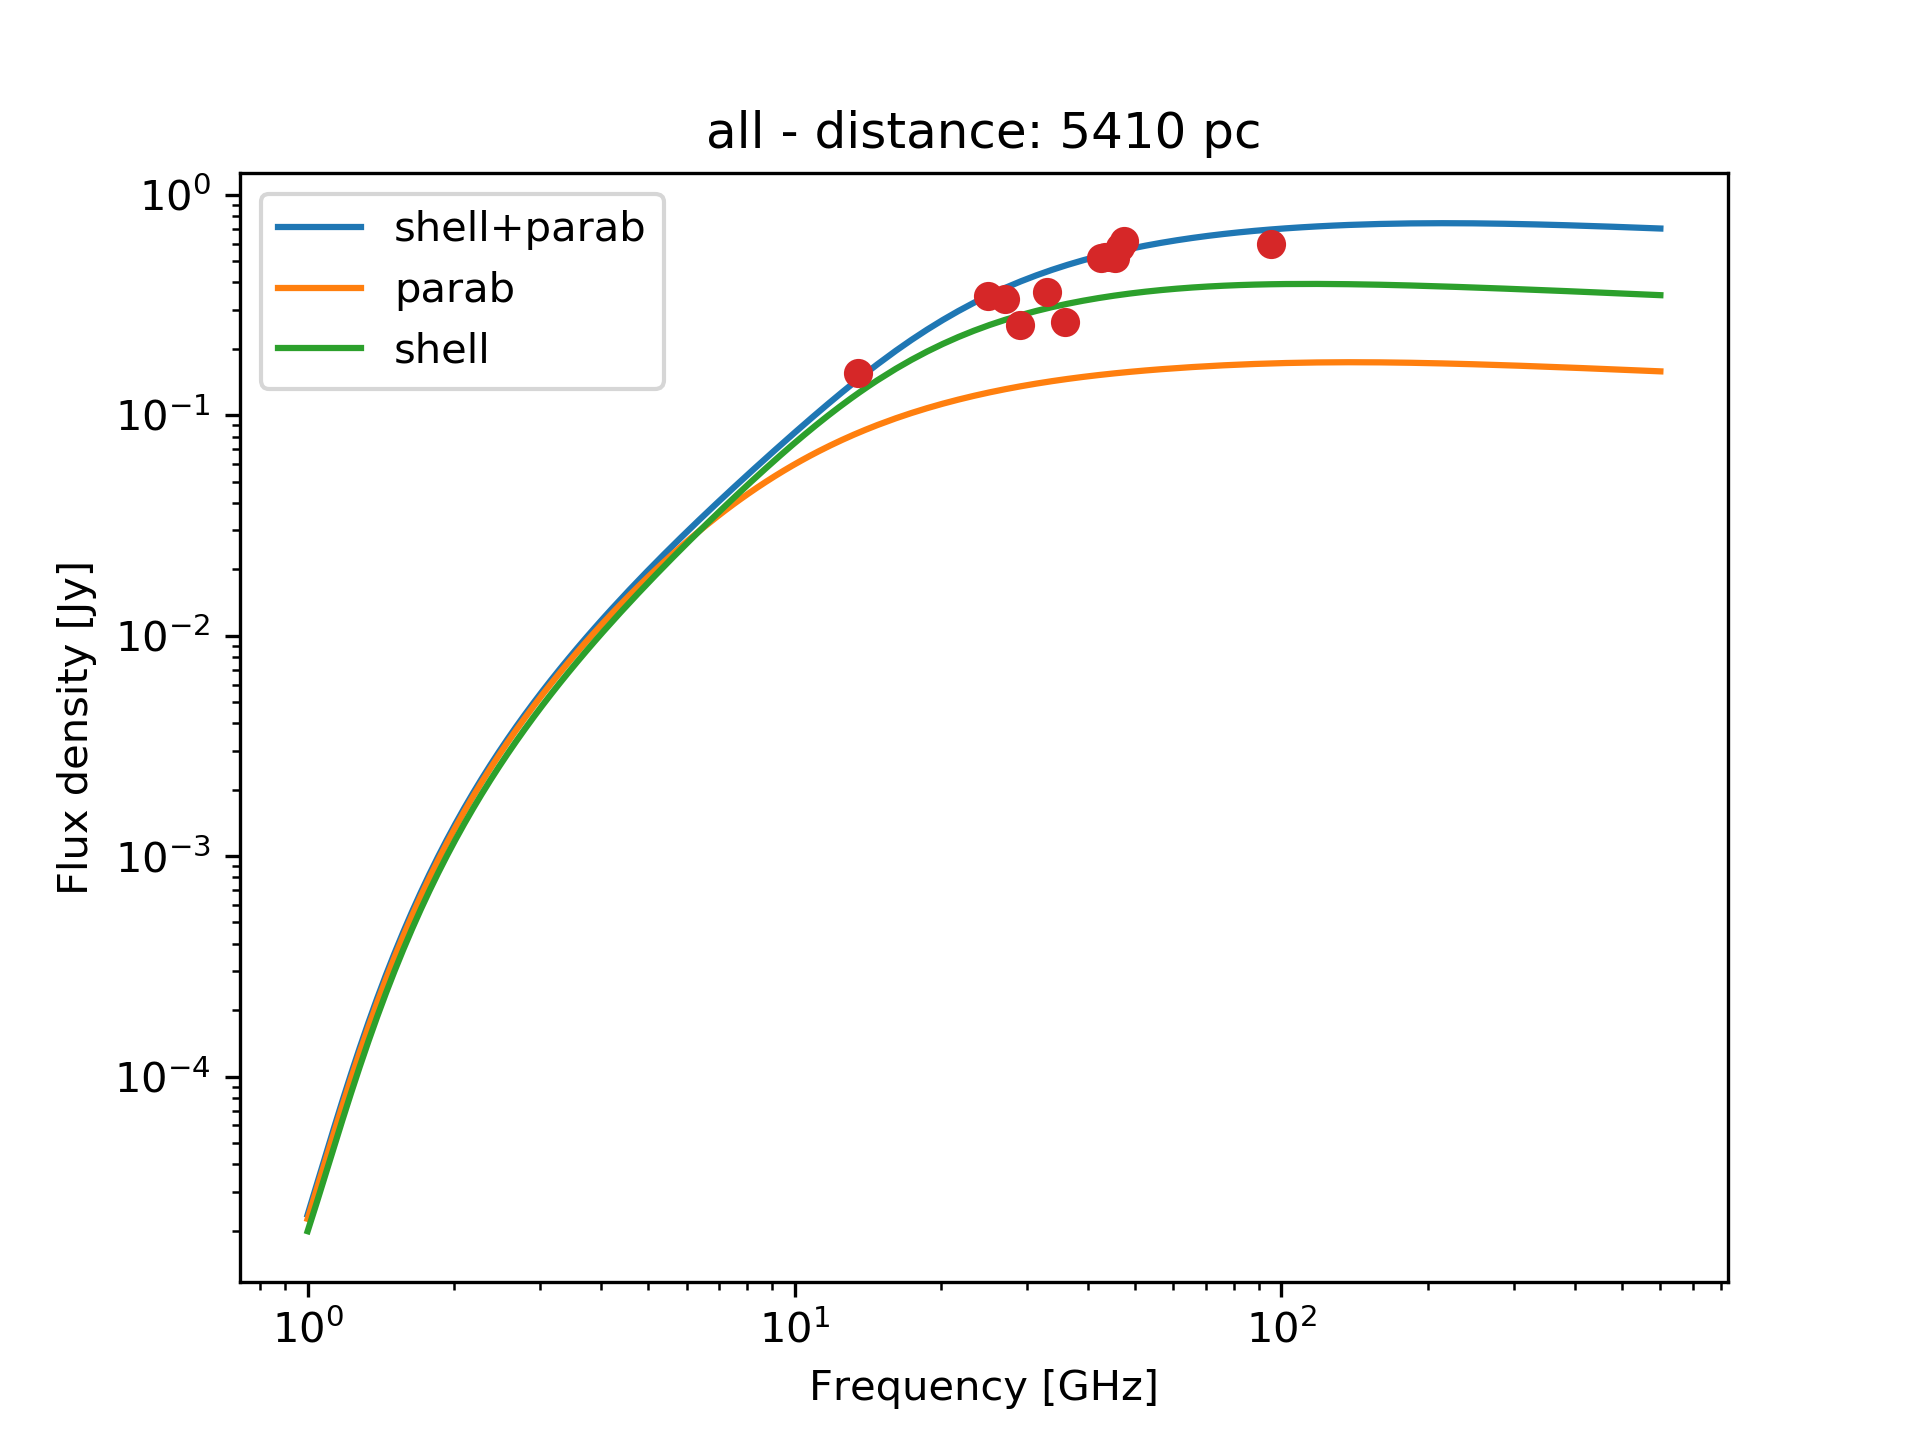 all - distance: 5410 pc
shell+parab
parab
shell
10⁰
10⁻¹
10⁻²
10⁻³
10⁻⁴
Flux density [Jy]
10⁰ 10¹ 10²
Frequency [GHz]